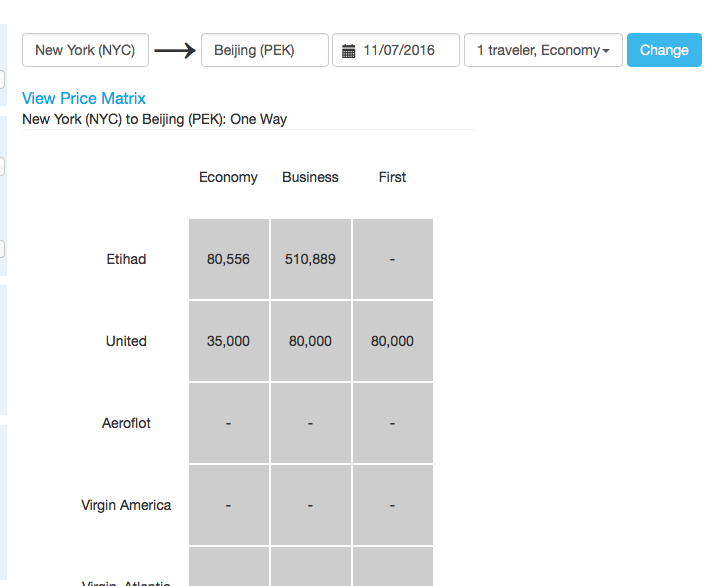 New York (NYC) Beijing (PEK) 11/07/2016 1 traveler, Economy Change
View Price Matrix
New York (NYC) to Beijing (PEK): One Way
Economy Business First
Etihad 80,556 510,889 -
United 35,000 80,000 80,000
Aeroflot - - -
Virgin America - - -
Virgin Atlantic